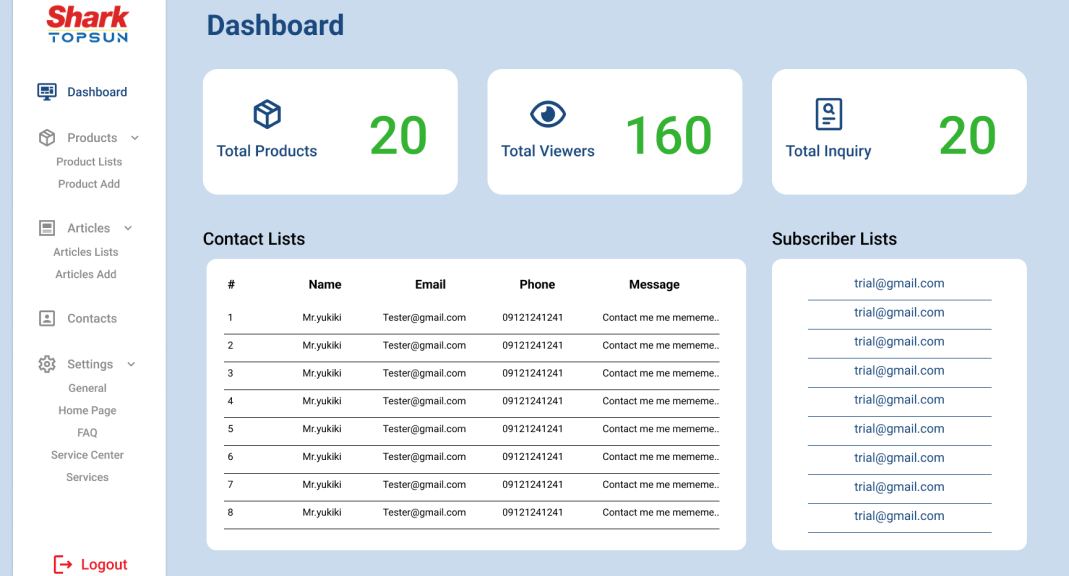 Shark
TOPSUN
Dashboard
Products
Product Lists
Product Add
Articles
Articles Lists
Articles Add
Contacts
Settings
General
Home Page
FAQ
Service Center
Services
Logout
Dashboard
Total Products
20
Total Viewers
160
Total Inquiry
20
Contact Lists
# Name Email Phone Message
1 Mr.yukiki Tester@gmail.com 09121241241 Contact me me mememe..
2 Mr.yukiki Tester@gmail.com 09121241241 Contact me me mememe..
3 Mr.yukiki Tester@gmail.com 09121241241 Contact me me mememe..
4 Mr.yukiki Tester@gmail.com 09121241241 Contact me me mememe..
5 Mr.yukiki Tester@gmail.com 09121241241 Contact me me mememe..
6 Mr.yukiki Tester@gmail.com 09121241241 Contact me me mememe..
7 Mr.yukiki Tester@gmail.com 09121241241 Contact me me mememe..
8 Mr.yukiki Tester@gmail.com 09121241241 Contact me me mememe..
Subscriber Lists
trial@gmail.com
trial@gmail.com
trial@gmail.com
trial@gmail.com
trial@gmail.com
trial@gmail.com
trial@gmail.com
trial@gmail.com
trial@gmail.com